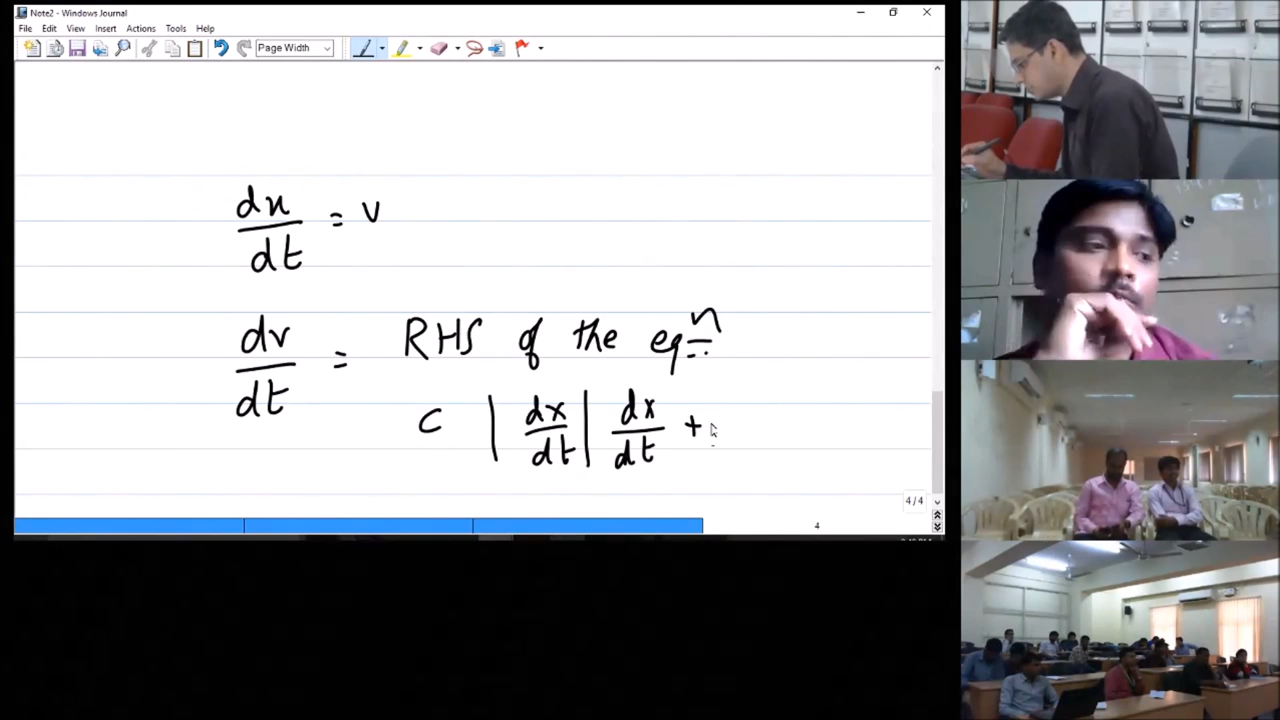 Note2 - Windows Journal
File Edit View Insert Actions Tools Help
Page Width
dx/dt = v
dv/dt = RHS of the eqn
C |dx/dt| dx/dt +
4/4
4